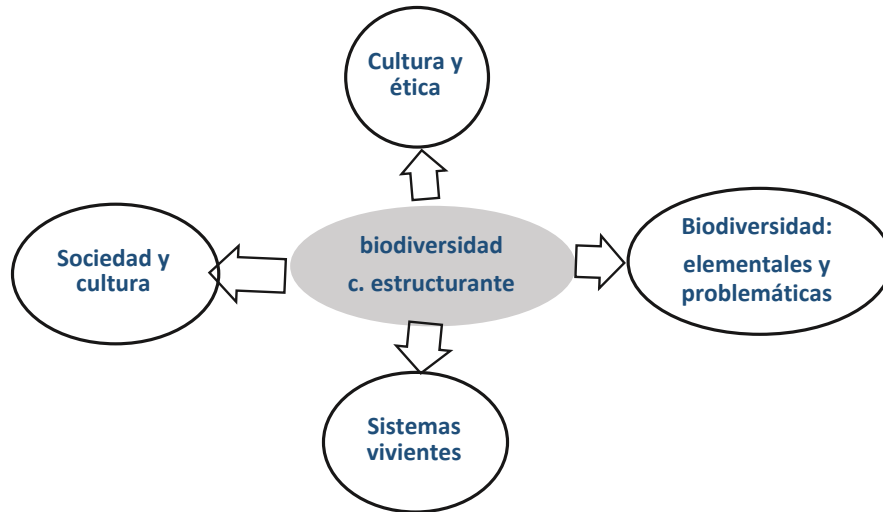 Cultura y
ética
Sociedad y
cultura
biodiversidad
c. estructurante
Biodiversidad:
elementales y
problemáticas
Sistemas
vivientes